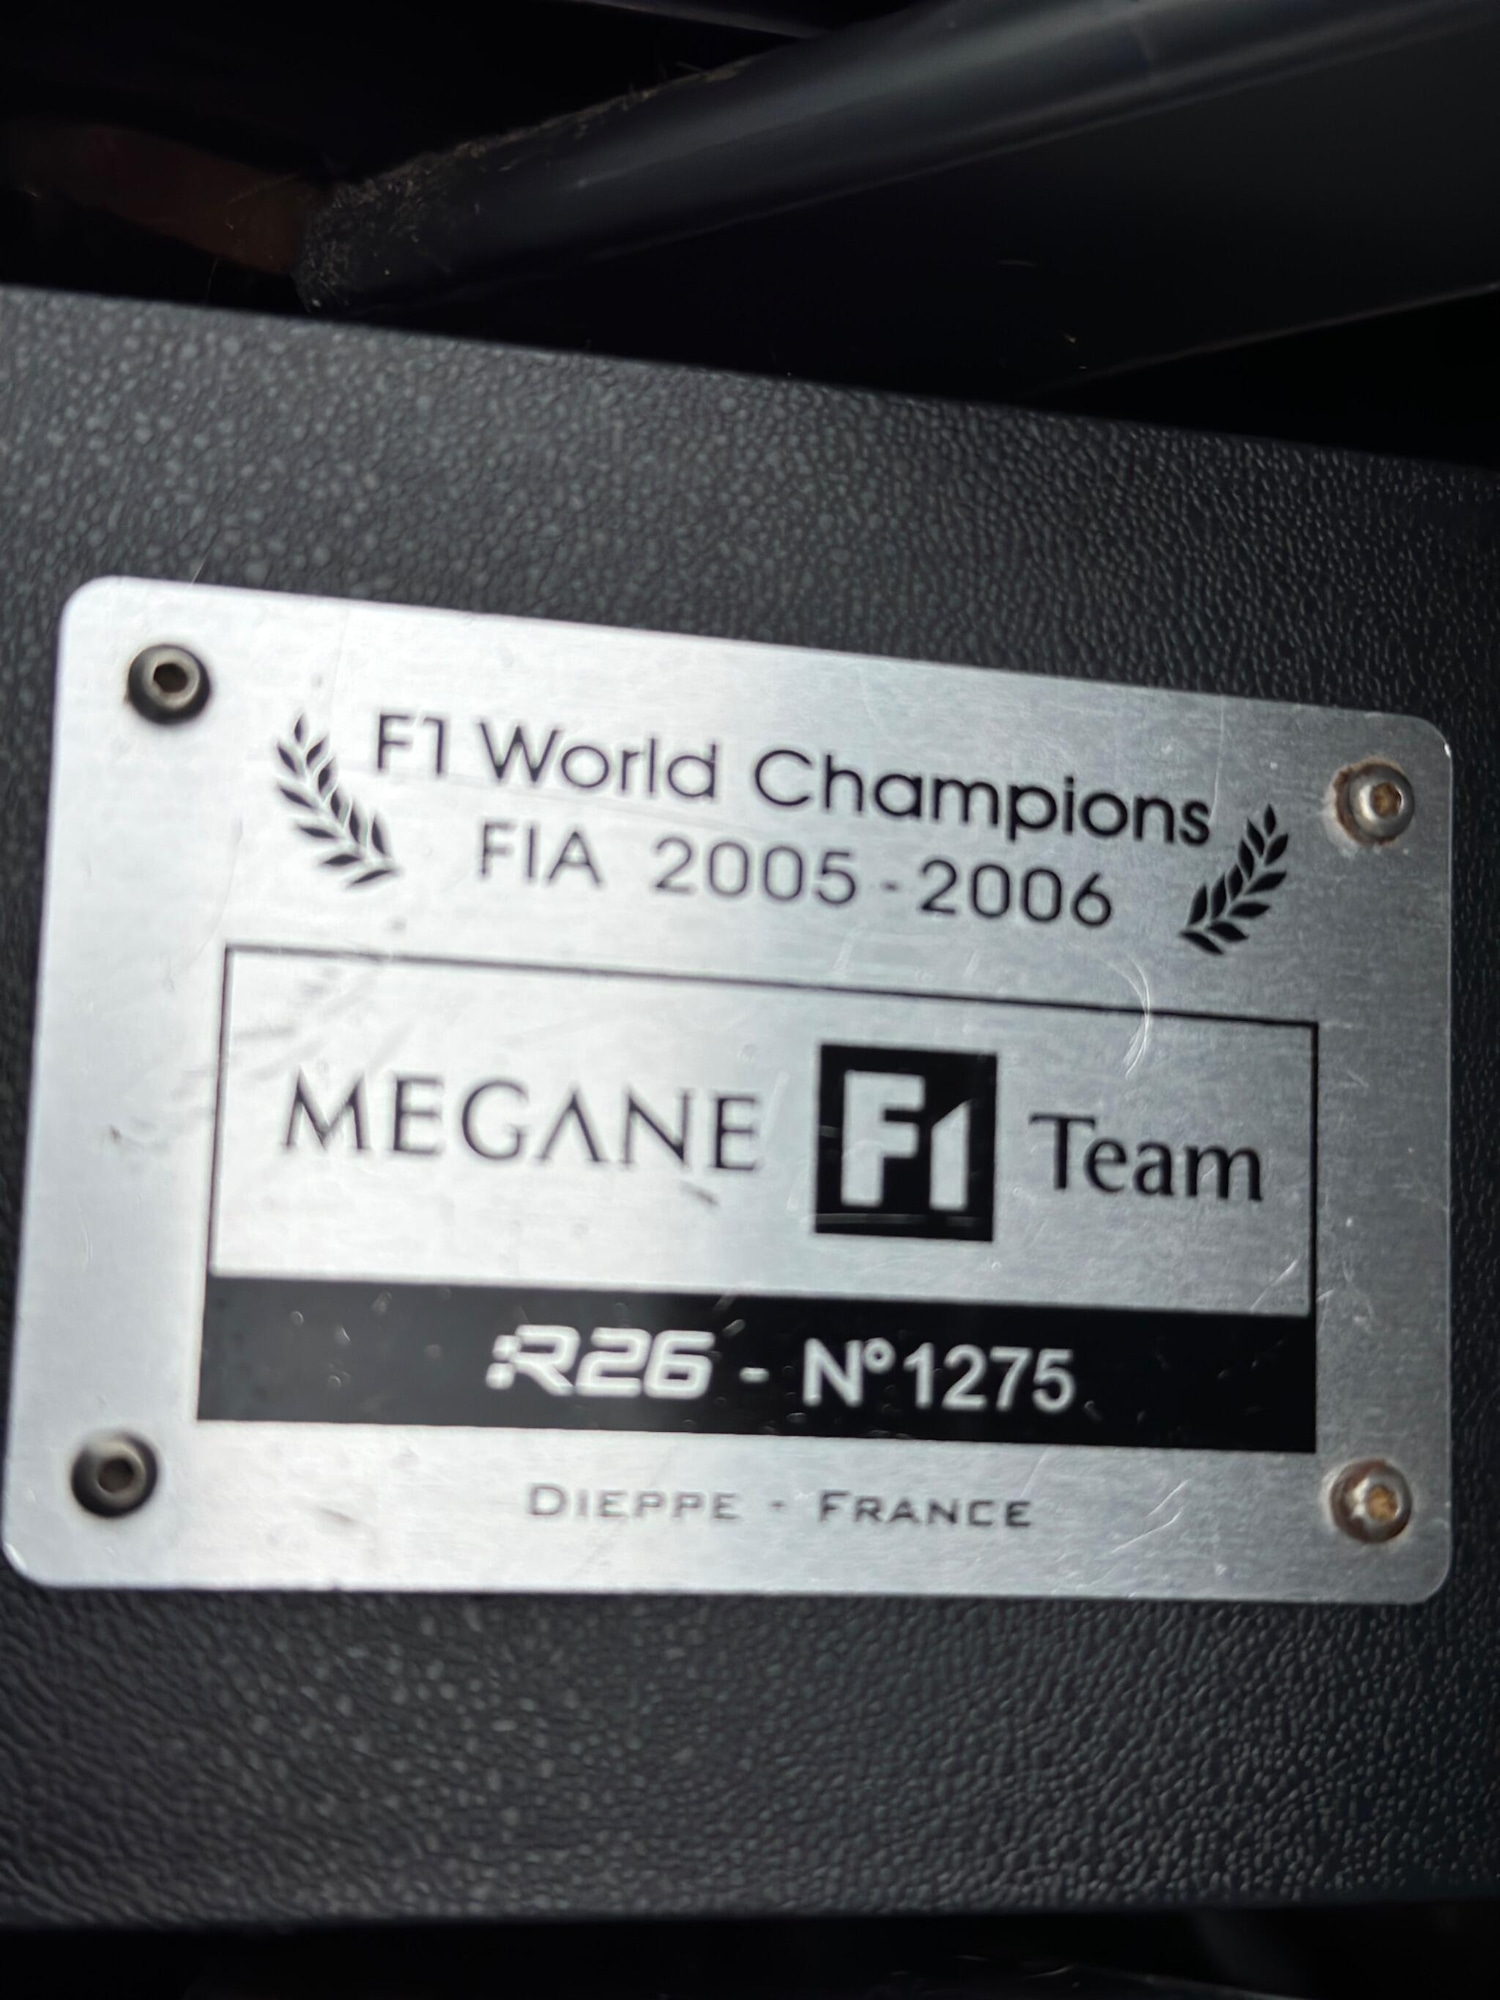 F1 World Champions
FIA 2005 - 2006
MEGANE F1 Team
R26 - N°1275
DIEPPE - FRANCE